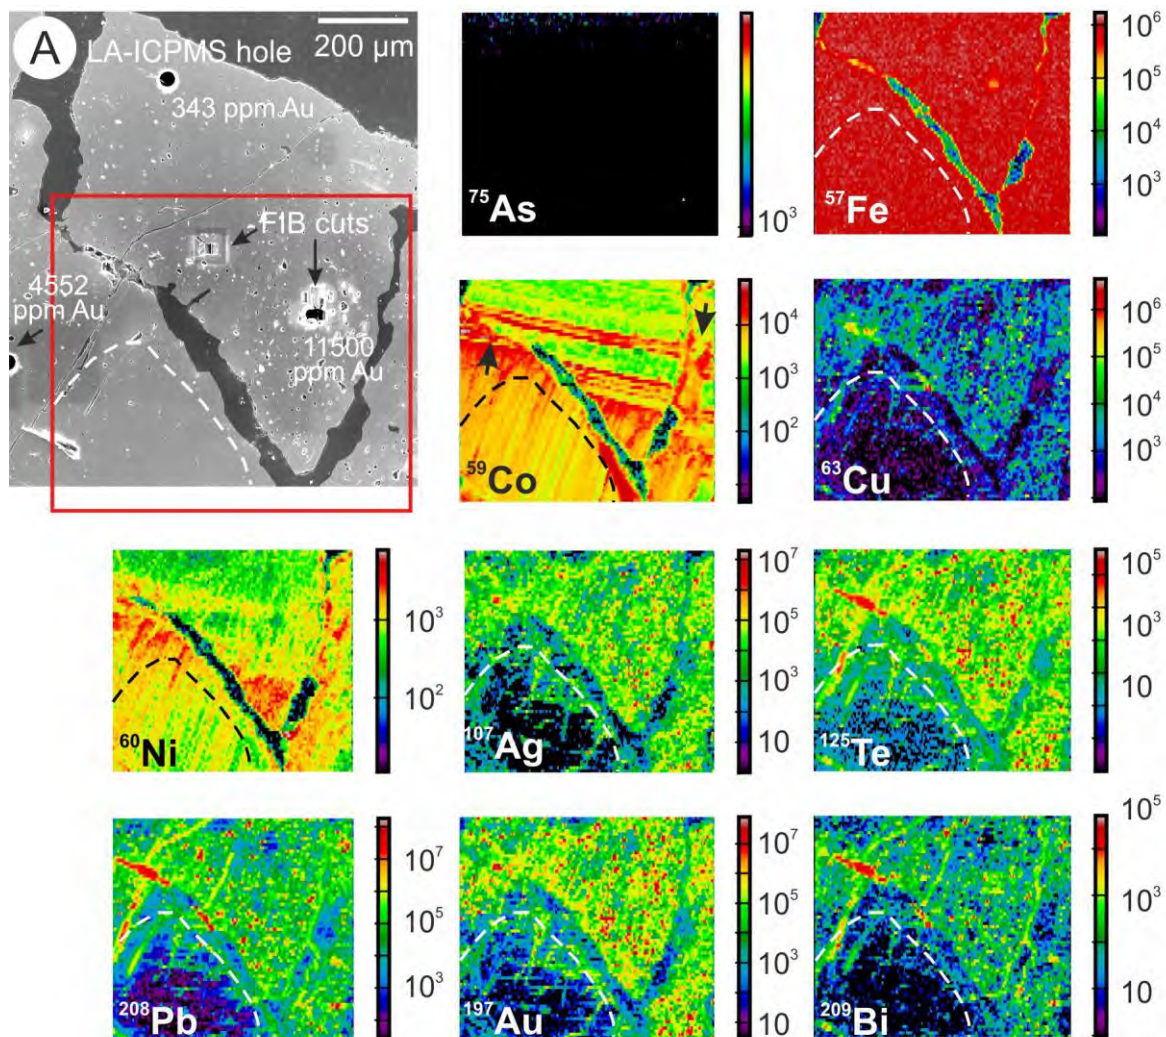 A
LA-ICPMS hole
200 µm
343 ppm Au
FIB cuts
4552
ppm Au
11500
ppm Au
⁷⁵As
10³
⁵⁷Fe
10⁶
10⁵
10⁴
10³
⁵⁹Co
10⁴
10³
10²
⁶³Cu
10⁶
10⁵
10⁴
10³
⁶⁰Ni
10³
10²
¹⁰⁷Ag
10⁷
10⁵
10³
10
¹²⁵Te
10⁵
10³
10
²⁰⁸Pb
10⁷
10⁵
10³
¹⁹⁷Au
10⁷
10⁵
10³
10
²⁰⁹Bi
10⁵
10³
10